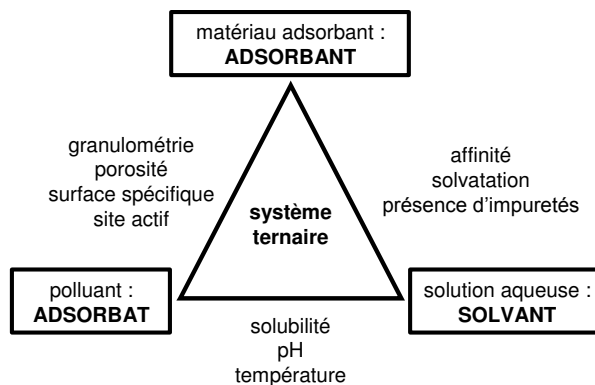 matériau adsorbant :
ADSORBANT
granulométrie
porosité
surface spécifique
site actif
affinité
solvatation
présence d'impuretés
système
ternaire
polluant :
ADSORBAT
solution aqueuse :
SOLVANT
solubilité
pH
température